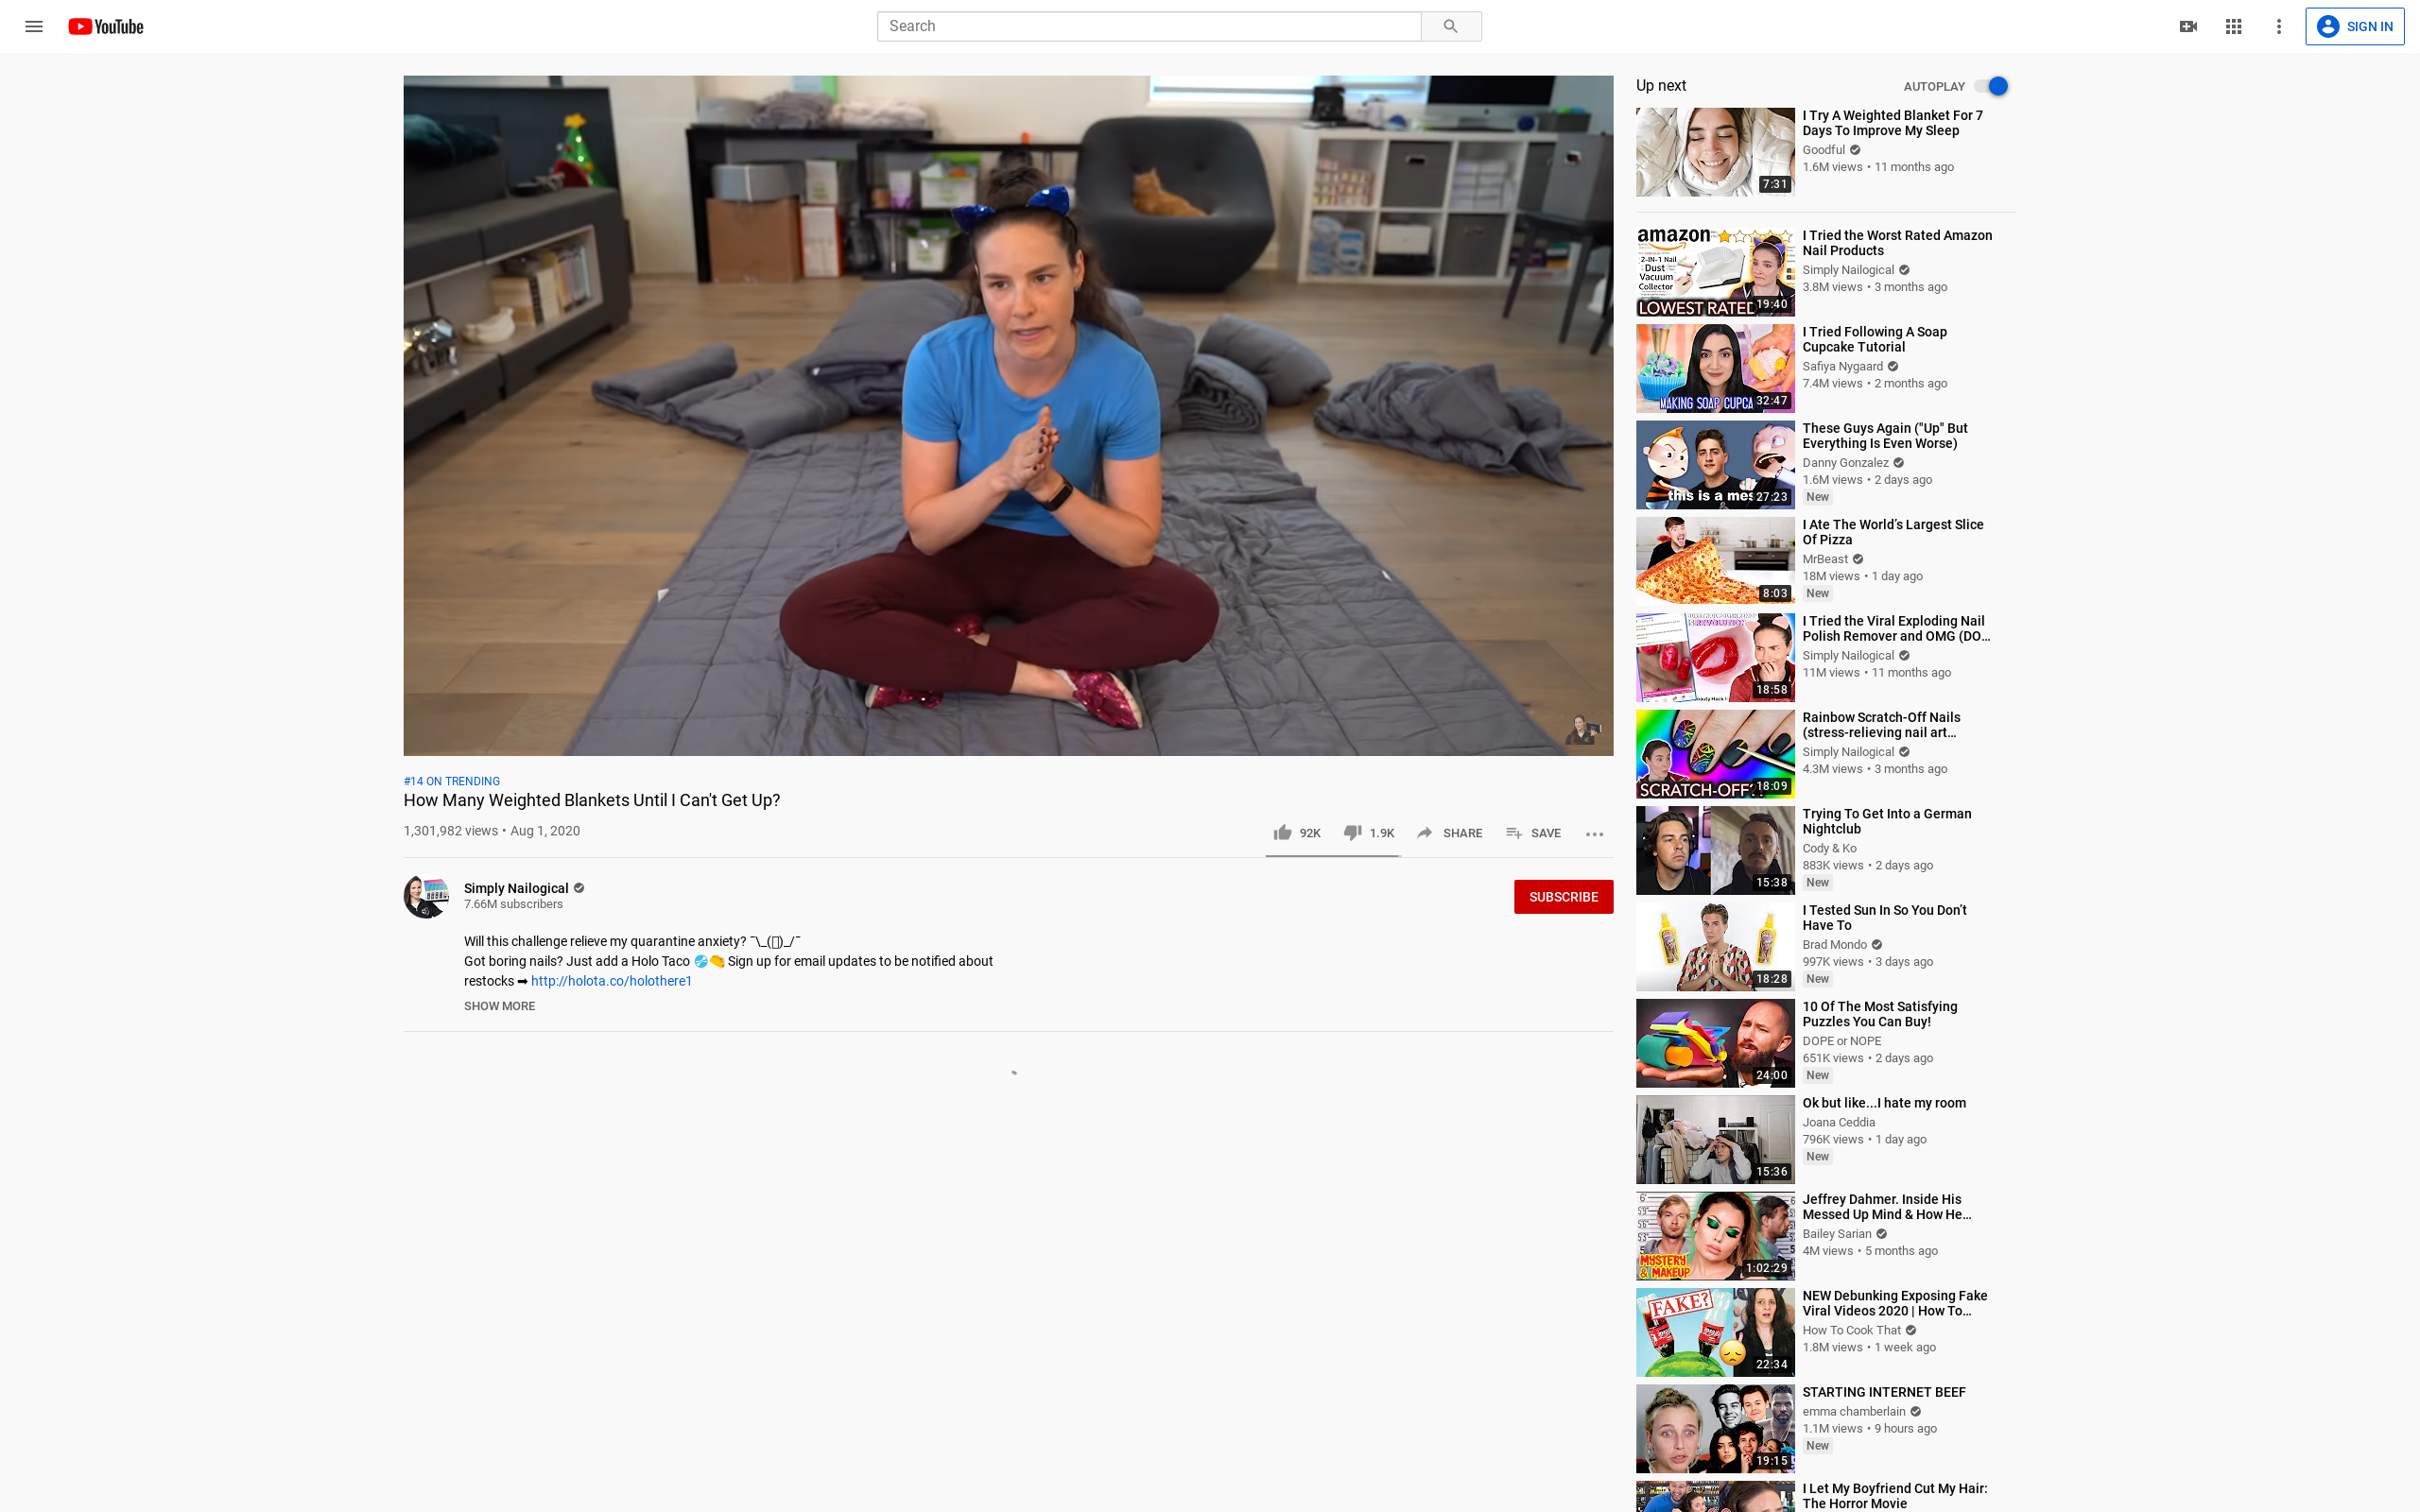 YouTube
Search
SIGN IN
#14 ON TRENDING
How Many Weighted Blankets Until I Can't Get Up?
1,301,982 views • Aug 1, 2020
92K
1.9K
SHARE
SAVE
Simply Nailogical
7.66M subscribers
SUBSCRIBE
Will this challenge relieve my quarantine anxiety? ¯\_(▯)_/¯
Got boring nails? Just add a Holo Taco Sign up for email updates to be notified about
restocks ➡ http://holota.co/holothere1
SHOW MORE
Up next
AUTOPLAY
7:31
I Try A Weighted Blanket For 7
Days To Improve My Sleep
Goodful
1.6M views • 11 months ago
amazon
2-IN-1 Nail
Dust
Vacuum
Collector
LOWEST RATED
19:40
I Tried the Worst Rated Amazon
Nail Products
Simply Nailogical
3.8M views • 3 months ago
MAKING SOAP CUPCA
32:47
I Tried Following A Soap
Cupcake Tutorial
Safiya Nygaard
7.4M views • 2 months ago
this is a mes
27:23
These Guys Again ("Up" But
Everything Is Even Worse)
Danny Gonzalez
1.6M views • 2 days ago
New
8:03
I Ate The World’s Largest Slice
Of Pizza
MrBeast
18M views • 1 day ago
New
18:58
I Tried the Viral Exploding Nail
Polish Remover and OMG (DO…
Simply Nailogical
11M views • 11 months ago
SCRATCH-OFF?
18:09
Rainbow Scratch-Off Nails
(stress-relieving nail art…
Simply Nailogical
4.3M views • 3 months ago
15:38
Trying To Get Into a German
Nightclub
Cody & Ko
883K views • 2 days ago
New
18:28
I Tested Sun In So You Don’t
Have To
Brad Mondo
997K views • 3 days ago
New
24:00
10 Of The Most Satisfying
Puzzles You Can Buy!
DOPE or NOPE
651K views • 2 days ago
New
15:36
Ok but like...I hate my room
Joana Ceddia
796K views • 1 day ago
New
MYSTERY
& MAKEUP
1:02:29
Jeffrey Dahmer. Inside His
Messed Up Mind & How He…
Bailey Sarian
4M views • 5 months ago
FAKE?
22:34
NEW Debunking Exposing Fake
Viral Videos 2020 | How To…
How To Cook That
1.8M views • 1 week ago
19:15
STARTING INTERNET BEEF
emma chamberlain
1.1M views • 9 hours ago
New
I Let My Boyfriend Cut My Hair:
The Horror Movie